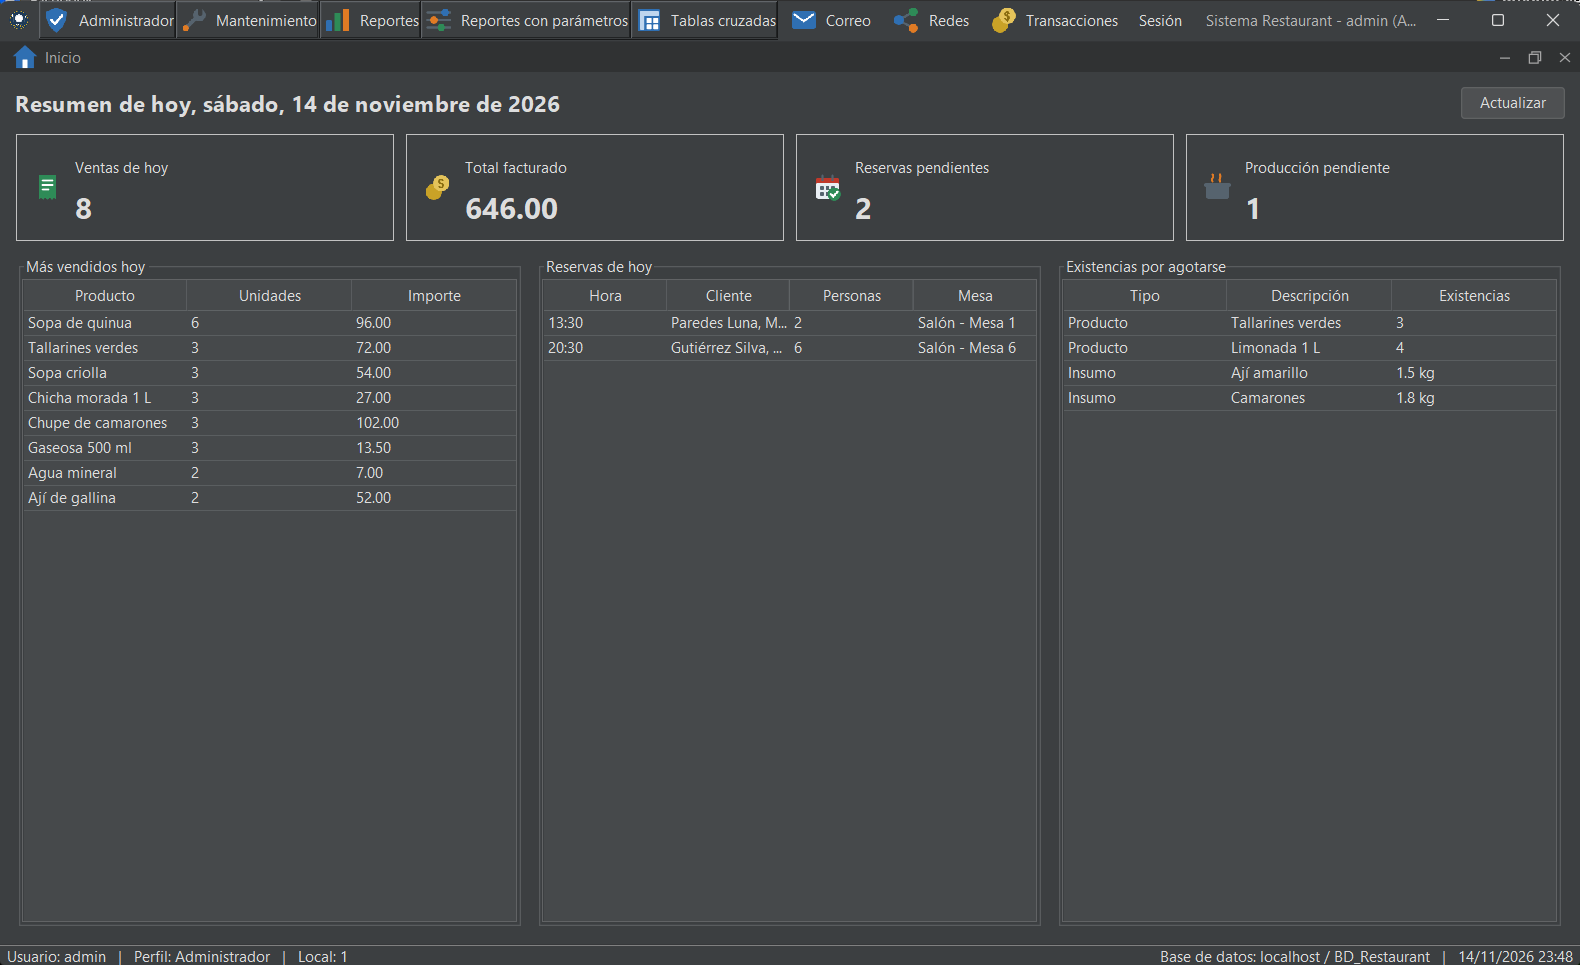 Administrador Mantenimiento Reportes Reportes con parámetros Tablas cruzadas Correo Redes Transacciones Sesión Sistema Restaurant - admin (A...
Inicio
Resumen de hoy, sábado, 14 de noviembre de 2026 Actualizar
Ventas de hoy
8
Total facturado
646.00
Reservas pendientes
2
Producción pendiente
1
Más vendidos hoy
Producto Unidades Importe
Sopa de quinua 6 96.00
Tallarines verdes 3 72.00
Sopa criolla 3 54.00
Chicha morada 1 L 3 27.00
Chupe de camarones 3 102.00
Gaseosa 500 ml 3 13.50
Agua mineral 2 7.00
Ají de gallina 2 52.00
Reservas de hoy
Hora Cliente Personas Mesa
13:30 Paredes Luna, M... 2 Salón - Mesa 1
20:30 Gutiérrez Silva, ... 6 Salón - Mesa 6
Existencias por agotarse
Tipo Descripción Existencias
Producto Tallarines verdes 3
Producto Limonada 1 L 4
Insumo Ají amarillo 1.5 kg
Insumo Camarones 1.8 kg
Usuario: admin | Perfil: Administrador | Local: 1 Base de datos: localhost / BD_Restaurant | 14/11/2026 23:48